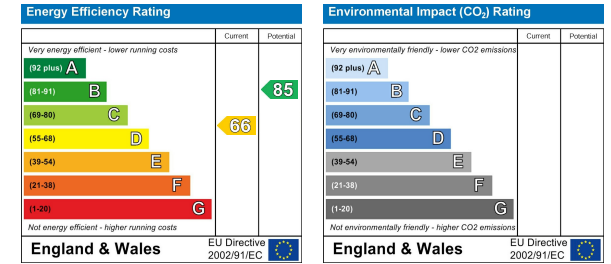 Energy Efficiency Rating
Current Potential
Very energy efficient - lower running costs
(92 plus) A
(81-91) B
85
(69-80) C
66
(55-68) D
(39-54) E
(21-38) F
(1-20) G
Not energy efficient - higher running costs
England & Wales
EU Directive
2002/91/EC
Environmental Impact (CO2) Rating
Current Potential
Very environmentally friendly - lower CO2 emissions
(92 plus) A
(81-91) B
(69-80) C
(55-68) D
(39-54) E
(21-38) F
(1-20) G
Not environmentally friendly - higher CO2 emissions
England & Wales
EU Directive
2002/91/EC